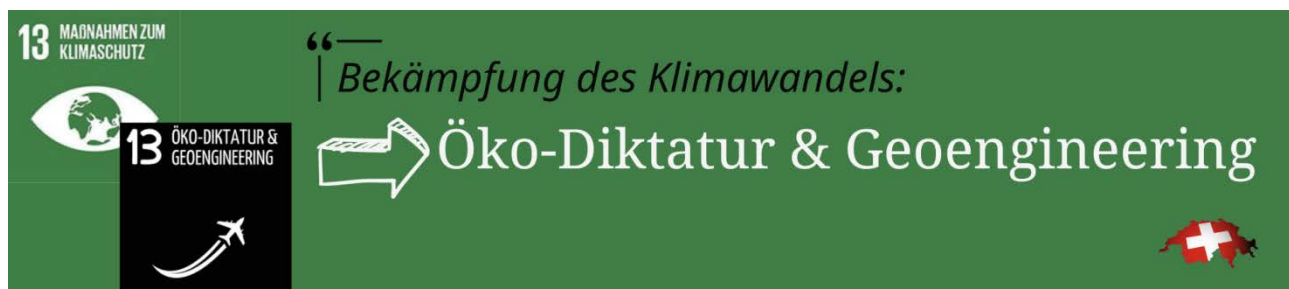 13 MAẞNAHMEN ZUM
KLIMASCHUTZ
13 ÖKO-DIKTATUR &
GEOENGINEERING
“
Bekämpfung des Klimawandels:
Öko-Diktatur & Geoengineering